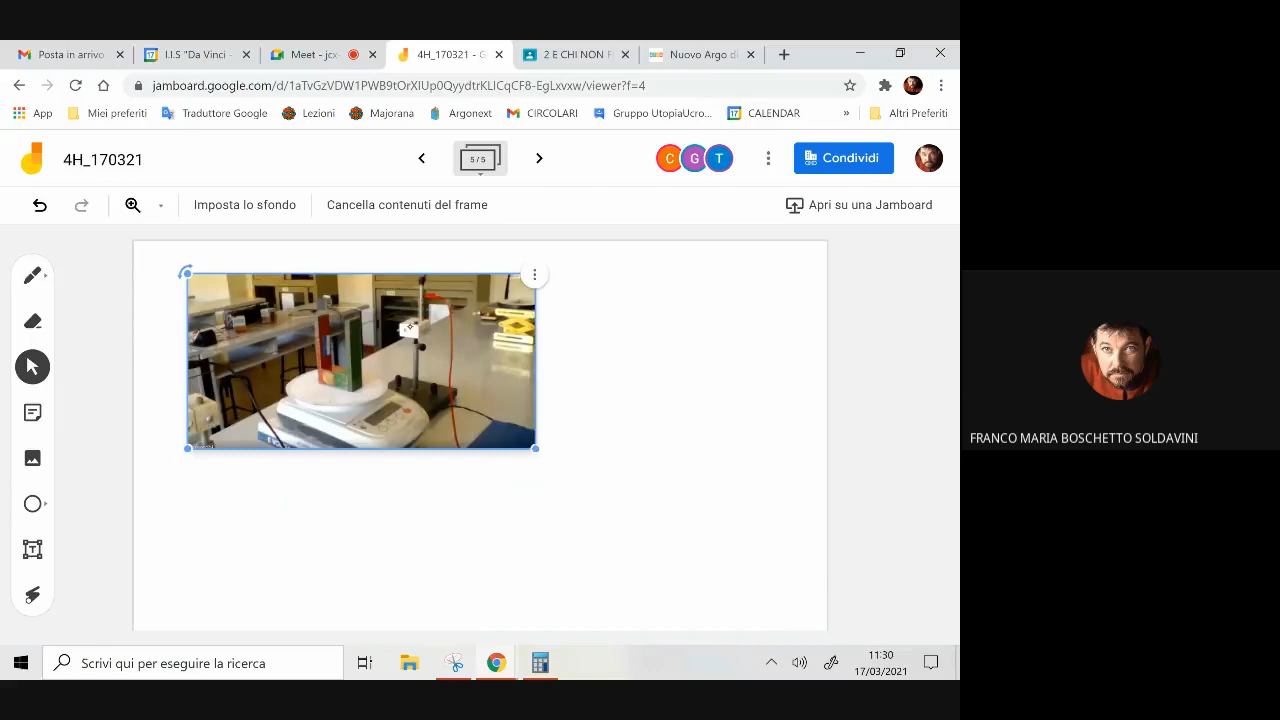 Posta in arrivo
I.I.S "Da Vinci -
Meet - jcx-
4H_170321 - G
2 E CHI NON F
Nuovo Argo di
jamboard.google.com/d/1aTvGzVDW1PWB9tOrXIUp0QyydtrKLICqCF8-EgLxvxw/viewer?f=4
App
Miei preferiti
Traduttore Google
Lezioni
Majorana
Argonext
CIRCOLARI
Gruppo UtopiaUcro...
CALENDAR
»
Altri Preferiti
4H_170321
5 / 5
C
G
T
Condividi
Imposta lo sfondo
Cancella contenuti del frame
Apri su una Jamboard
FRANCO MARIA BOSCHETTO SOLDAVINI
Scrivi qui per eseguire la ricerca
11:30
17/03/2021